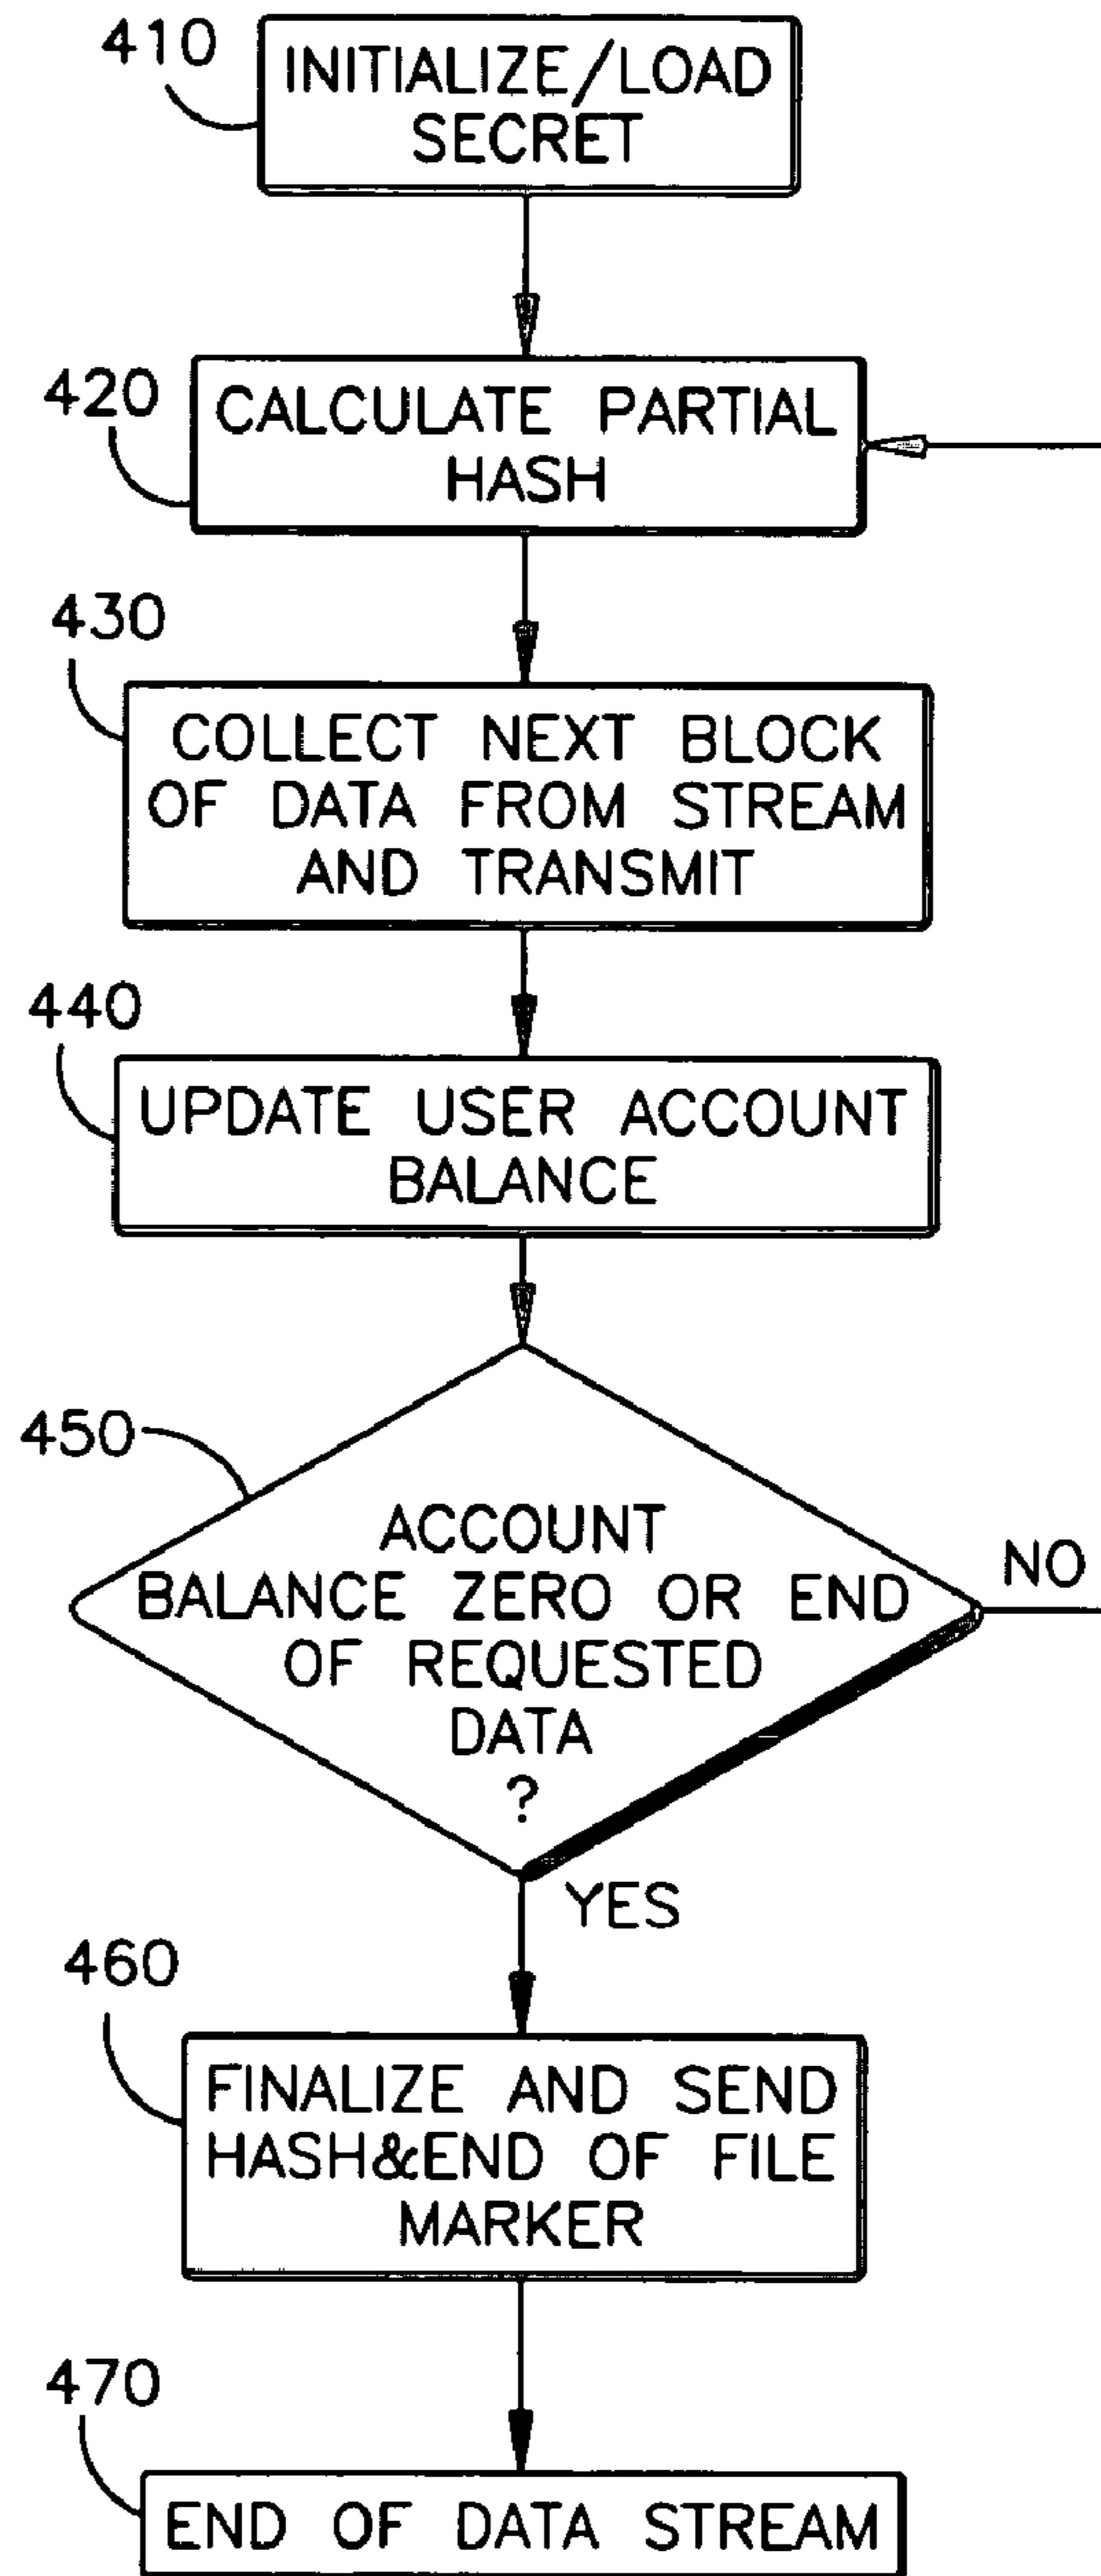 410
INITIALIZE/LOAD
SECRET
420
CALCULATE PARTIAL
HASH
430
COLLECT NEXT BLOCK
OF DATA FROM STREAM
AND TRANSMIT
440
UPDATE USER ACCOUNT
BALANCE
450
ACCOUNT
BALANCE ZERO OR END
OF REQUESTED
DATA
?
NO
YES
460
FINALIZE AND SEND
HASH&END OF FILE
MARKER
470
END OF DATA STREAM